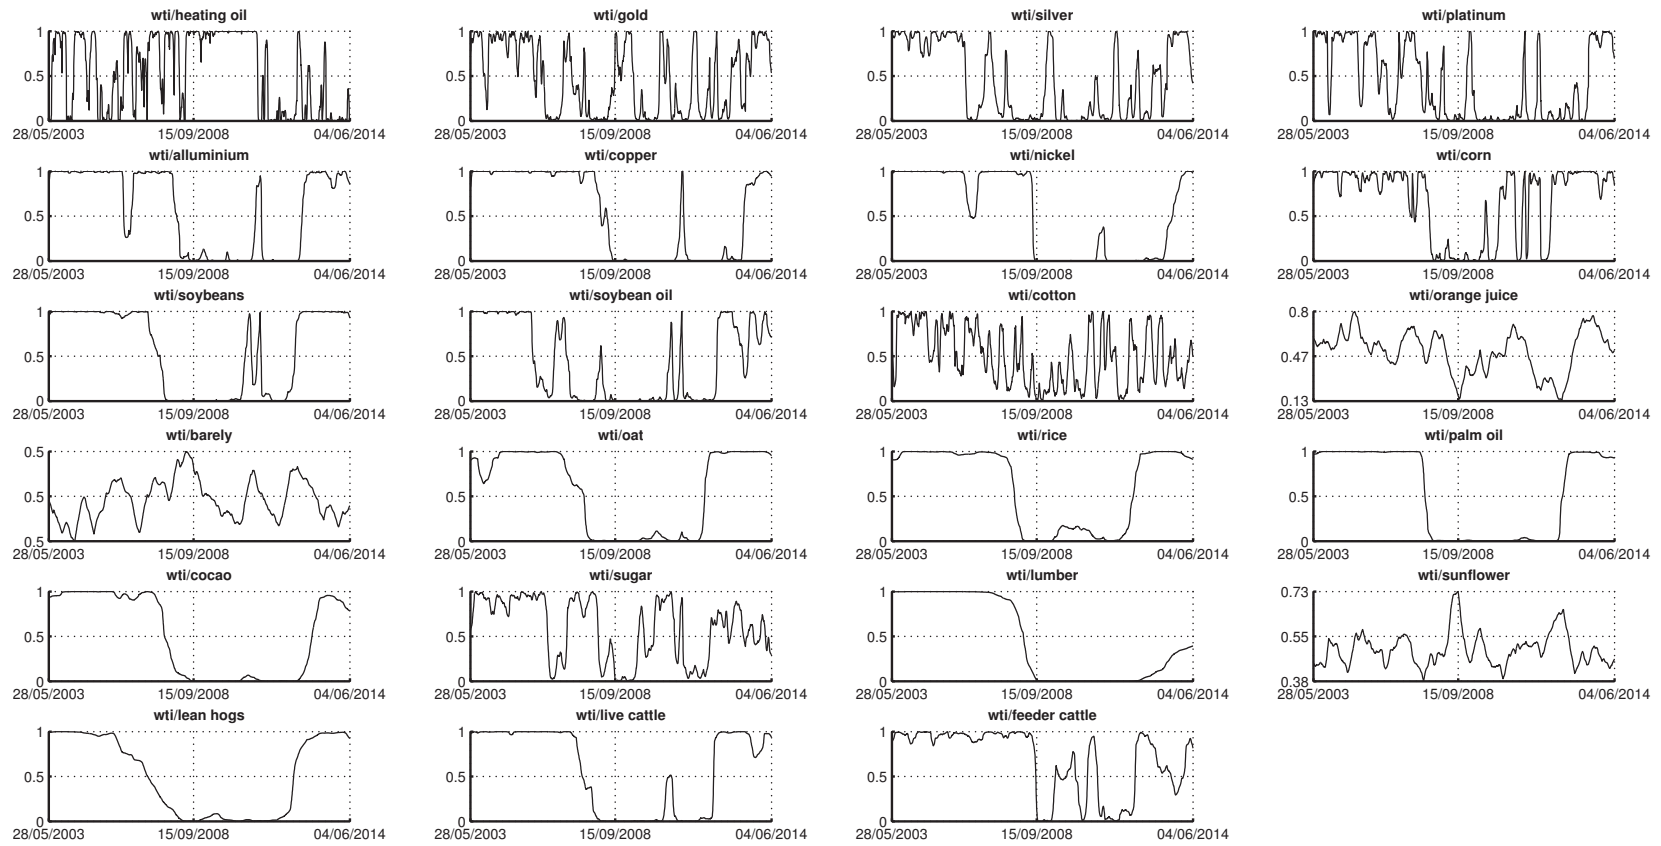 wti/heating oil wti/gold wti/silver wti/platinum
1 1 1 1
0.5 0.5 0.5 0.5
0 0 0 0
28/05/2003 15/09/2008 04/06/2014 28/05/2003 15/09/2008 04/06/2014 28/05/2003 15/09/2008 04/06/2014 28/05/2003 15/09/2008 04/06/2014
wti/alluminium wti/copper wti/nickel wti/corn
1 1 1 1
0.5 0.5 0.5 0.5
0 0 0 0
28/05/2003 15/09/2008 04/06/2014 28/05/2003 15/09/2008 04/06/2014 28/05/2003 15/09/2008 04/06/2014 28/05/2003 15/09/2008 04/06/2014
wti/soybeans wti/soybean oil wti/cotton wti/orange juice
1 1 1 0.8
0.5 0.5 0.5 0.47
0 0 0 0.13
28/05/2003 15/09/2008 04/06/2014 28/05/2003 15/09/2008 04/06/2014 28/05/2003 15/09/2008 04/06/2014 28/05/2003 15/09/2008 04/06/2014
wti/barely wti/oat wti/rice wti/palm oil
0.5 1 1 1
0.5 0.5 0.5 0.5
0.5 0 0 0
28/05/2003 15/09/2008 04/06/2014 28/05/2003 15/09/2008 04/06/2014 28/05/2003 15/09/2008 04/06/2014 28/05/2003 15/09/2008 04/06/2014
wti/cocao wti/sugar wti/lumber wti/sunflower
1 1 1 0.73
0.5 0.5 0.5 0.55
0 0 0 0.38
28/05/2003 15/09/2008 04/06/2014 28/05/2003 15/09/2008 04/06/2014 28/05/2003 15/09/2008 04/06/2014 28/05/2003 15/09/2008 04/06/2014
wti/lean hogs wti/live cattle wti/feeder cattle
1 1 1
0.5 0.5 0.5
0 0 0
28/05/2003 15/09/2008 04/06/2014 28/05/2003 15/09/2008 04/06/2014 28/05/2003 15/09/2008 04/06/2014